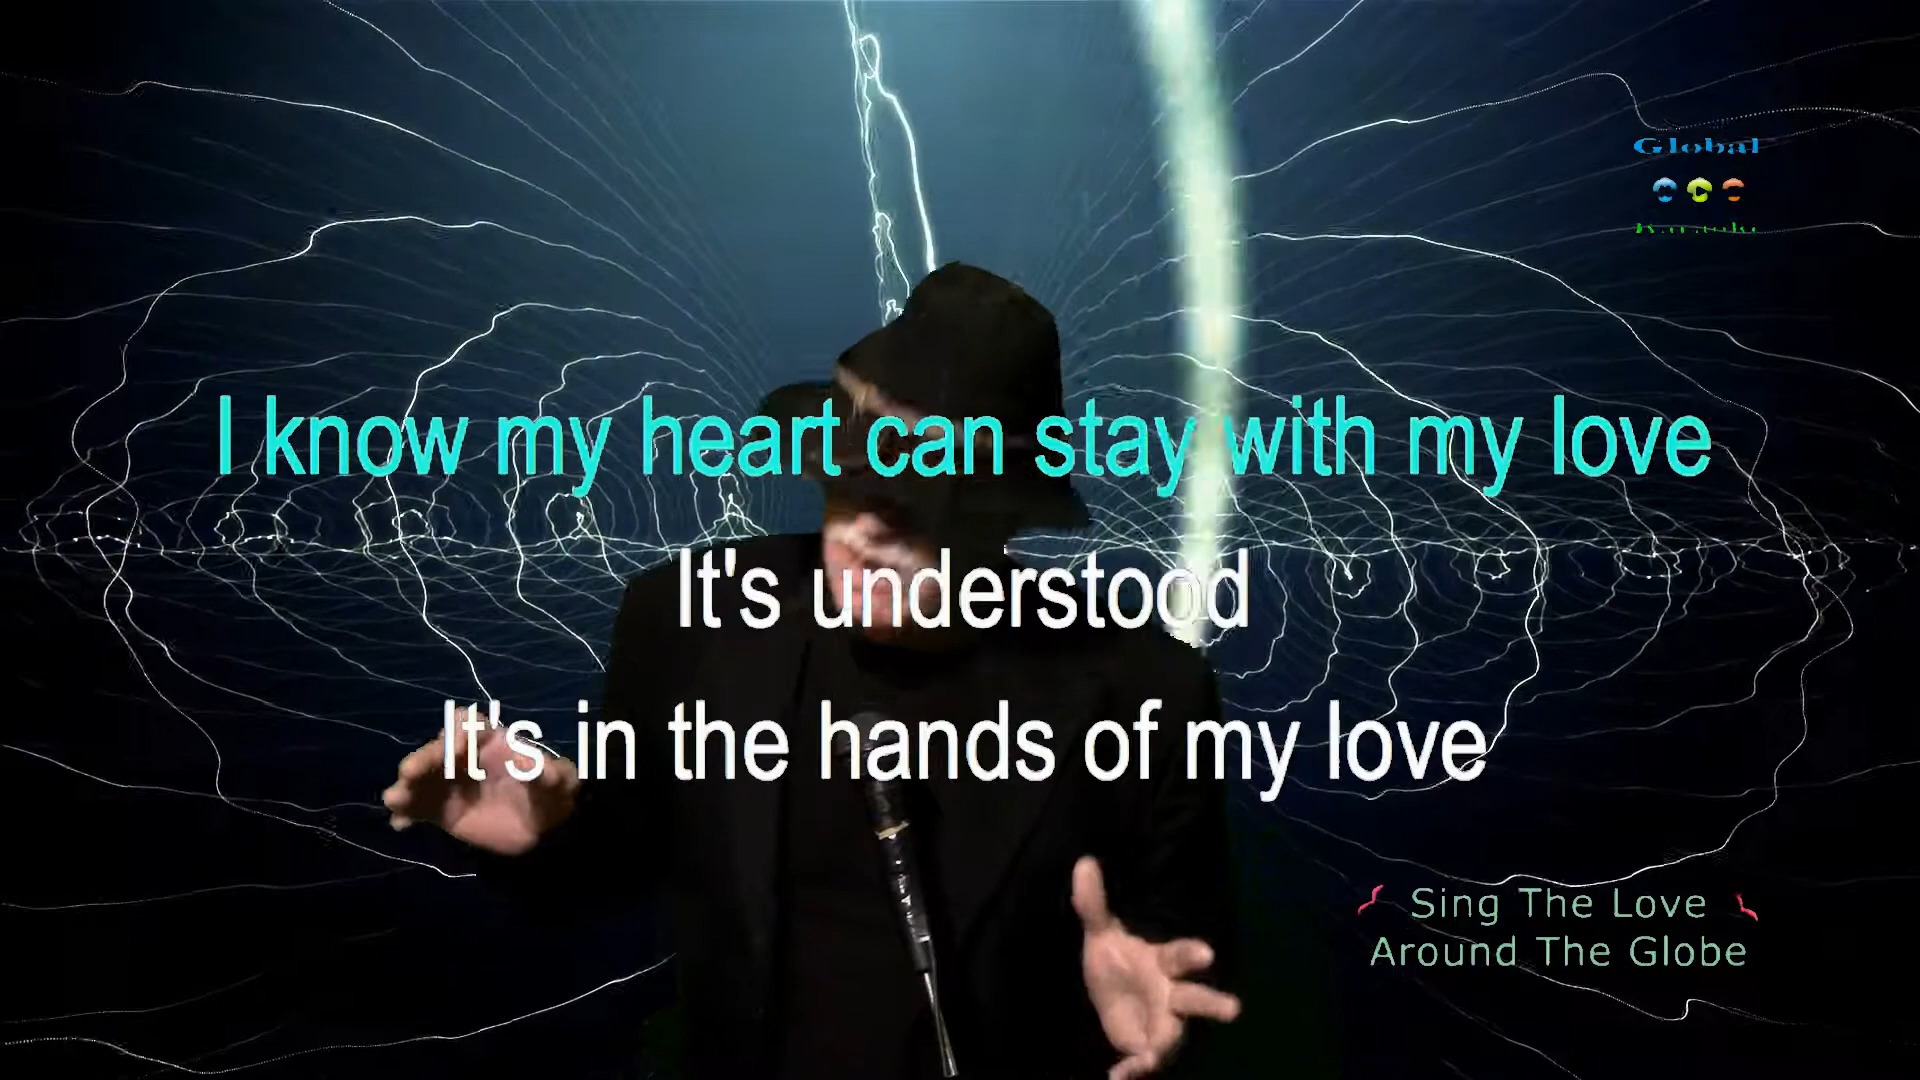 Global
Karaoke
I know my heart can stay with my love
It's understood
It's in the hands of my love
Sing The Love
Around The Globe